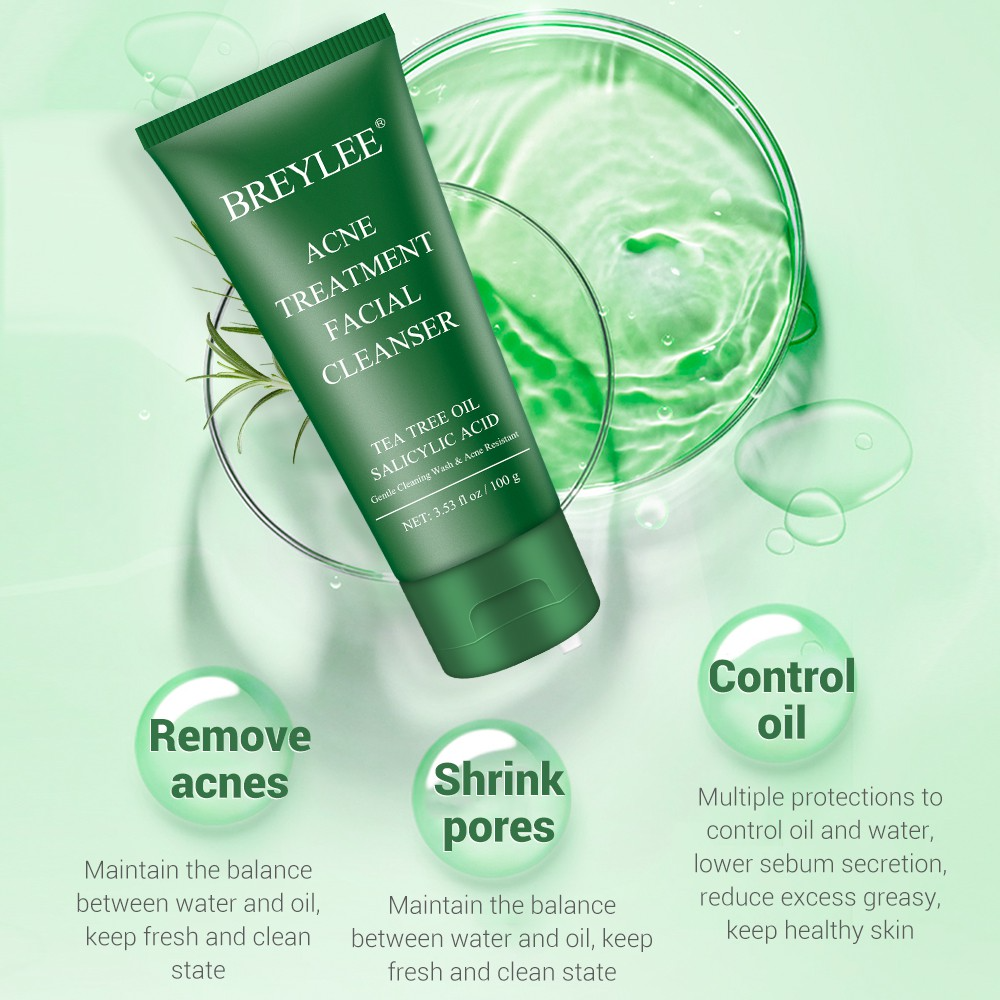 BREYLEE®
ACNE
TREATMENT
FACIAL
CLEANSER
TEA TREE OIL
SALICYLIC ACID
Gentle Cleaning Wash & Acne Resistant
NET: 3.53 fl oz / 100 g
Remove
acnes
Maintain the balance
between water and oil,
keep fresh and clean
state
Shrink
pores
Maintain the balance
between water and oil, keep
fresh and clean state
Control
oil
Multiple protections to
control oil and water,
lower sebum secretion,
reduce excess greasy,
keep healthy skin